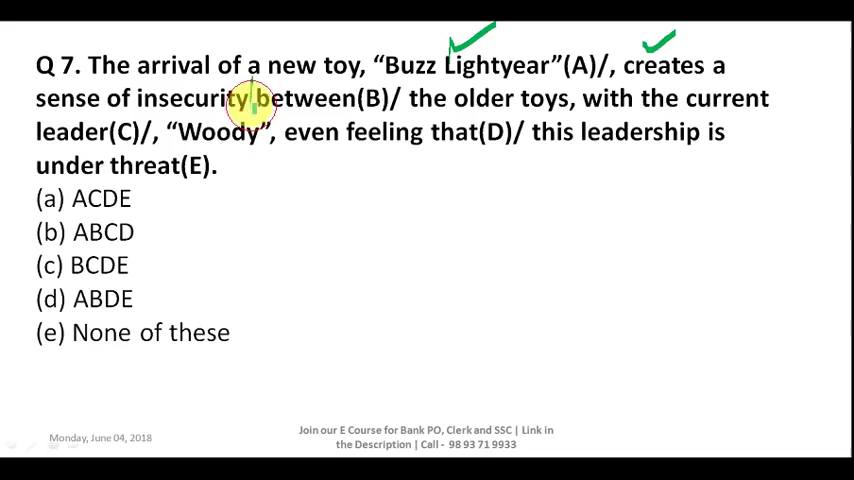 Q 7. The arrival of a new toy, “Buzz Lightyear”(A)/, creates a
sense of insecurity between(B)/ the older toys, with the current
leader(C)/, “Woody”, even feeling that(D)/ this leadership is
under threat(E).
(a) ACDE
(b) ABCD
(c) BCDE
(d) ABDE
(e) None of these
Monday, June 04, 2018
Join our E Course for Bank PO, Clerk and SSC | Link in
the Description | Call - 98 93 71 9933